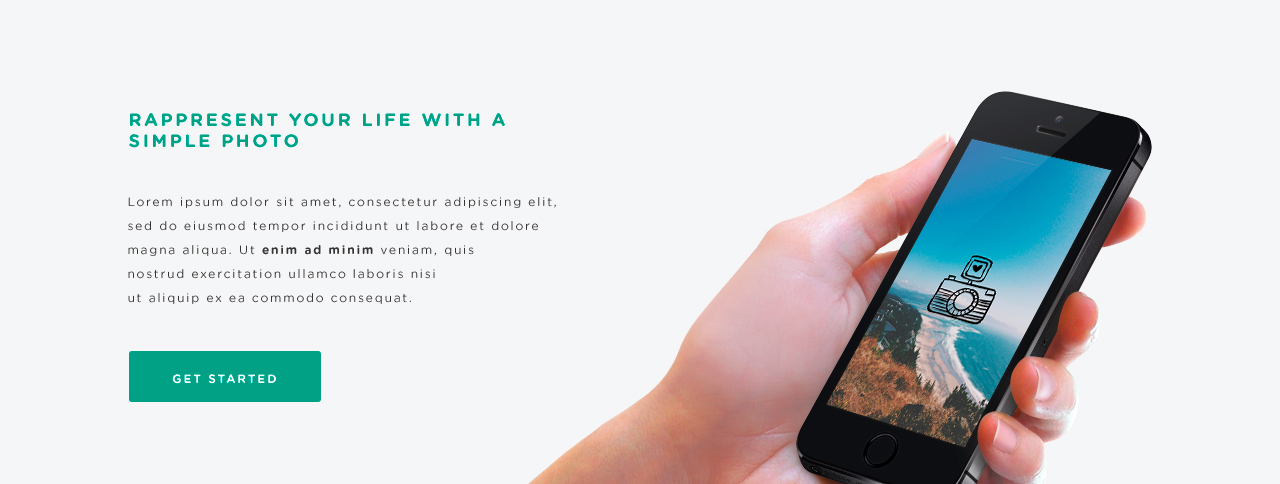 RAPPRESENT YOUR LIFE WITH A
SIMPLE PHOTO
Lorem ipsum dolor sit amet, consectetur adipiscing elit,
sed do eiusmod tempor incididunt ut labore et dolore
magna aliqua. Ut enim ad minim veniam, quis
nostrud exercitation ullamco laboris nisi
ut aliquip ex ea commodo consequat.
GET STARTED